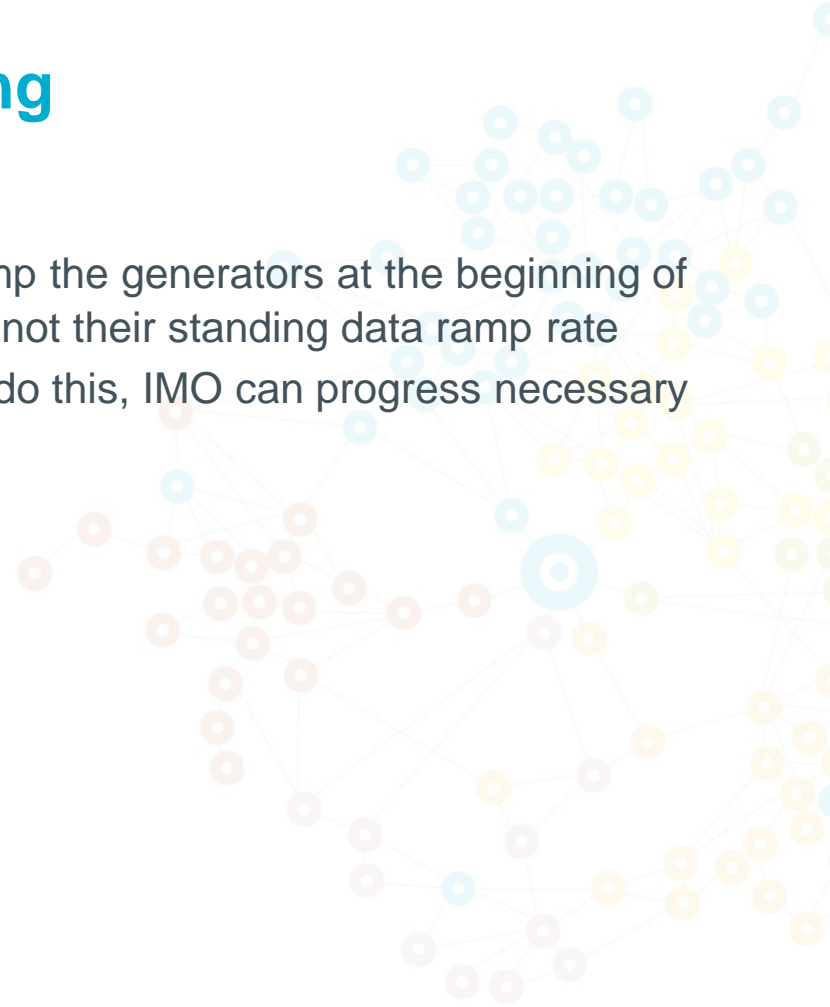 ng
mp the generators at the beginning of
not their standing data ramp rate
do this, IMO can progress necessary